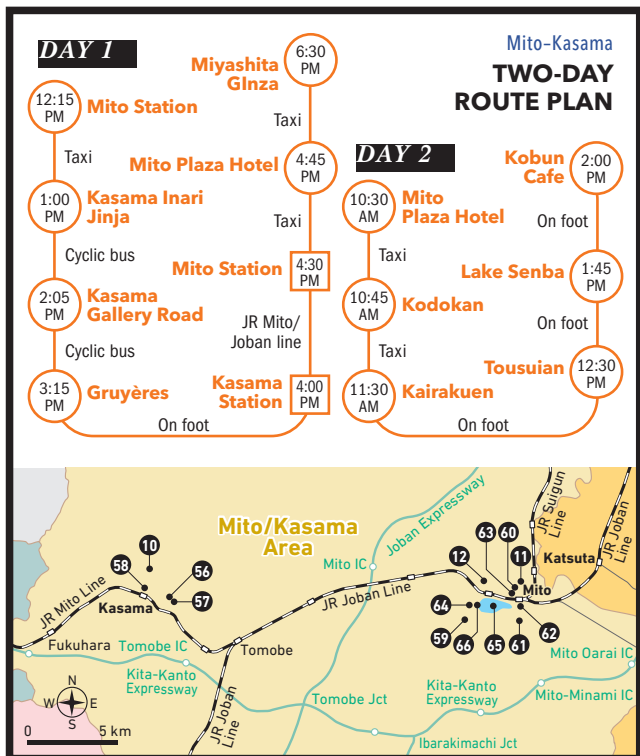 DAY 1
12:15
PM
Mito Station
Taxi
1:00
PM
Kasama Inari
Jinja
Cyclic bus
2:05
PM
Kasama
Gallery Road
Cyclic bus
3:15
PM
Gruyères
On foot
Kasama
Station
4:00
PM
JR Mito/
Joban line
Mito Station
4:30
PM
Taxi
Mito Plaza Hotel
4:45
PM
Taxi
Miyashita
GInza
6:30
PM
Mito-Kasama
TWO-DAY
ROUTE PLAN
DAY 2
10:30
AM
Mito
Plaza Hotel
Taxi
10:45
AM
Kodokan
Taxi
11:30
AM
Kairakuen
On foot
Tousuian
12:30
PM
On foot
Lake Senba
1:45
PM
On foot
Kobun
Cafe
2:00
PM
Mito/Kasama
Area
Joban Expressway
JR Suigun
Line
JR Joban
Line
Mito IC
Katsuta
10
58
56
57
12
63
60
11
Mito
Kasama
JR Mito Line
JR Joban Line
64
59
66
65
61
62
Fukuhara
Tomobe IC
Tomobe
Kita-Kanto
Expressway
Mito Oarai IC
Kita-Kanto
Expressway
Mito-Minami IC
Tomobe Jct
JR Joban
Line
Ibarakimachi Jct
N
W
E
S
0
5 km